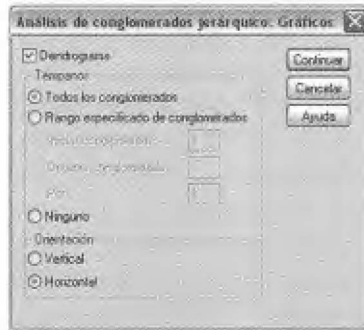 Análisis de conglomerados jerárquico: Gráficos
Dendrograma
Témpanos
Todos los conglomerados
Rango especificado de conglomerados
Ninguno
Orientación
Vertical
Horizontal
Continuar
Cancelar
Ayuda